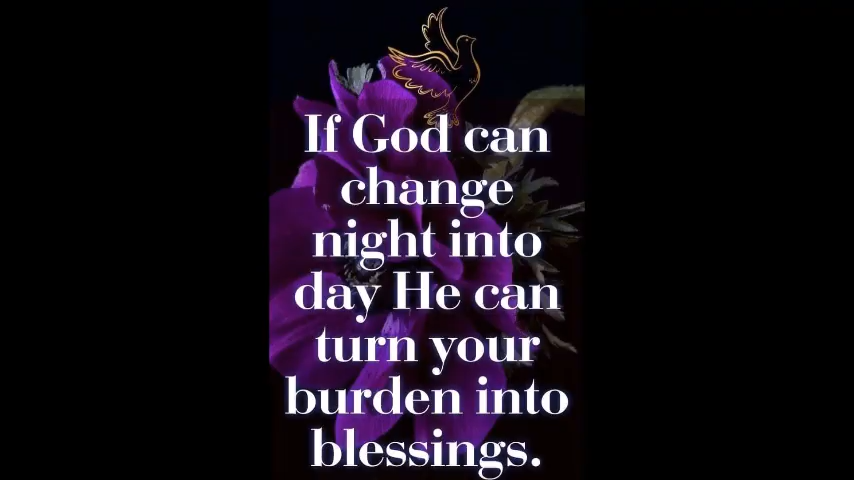 If God can
change
night into
day He can
turn your
burden into
blessings.